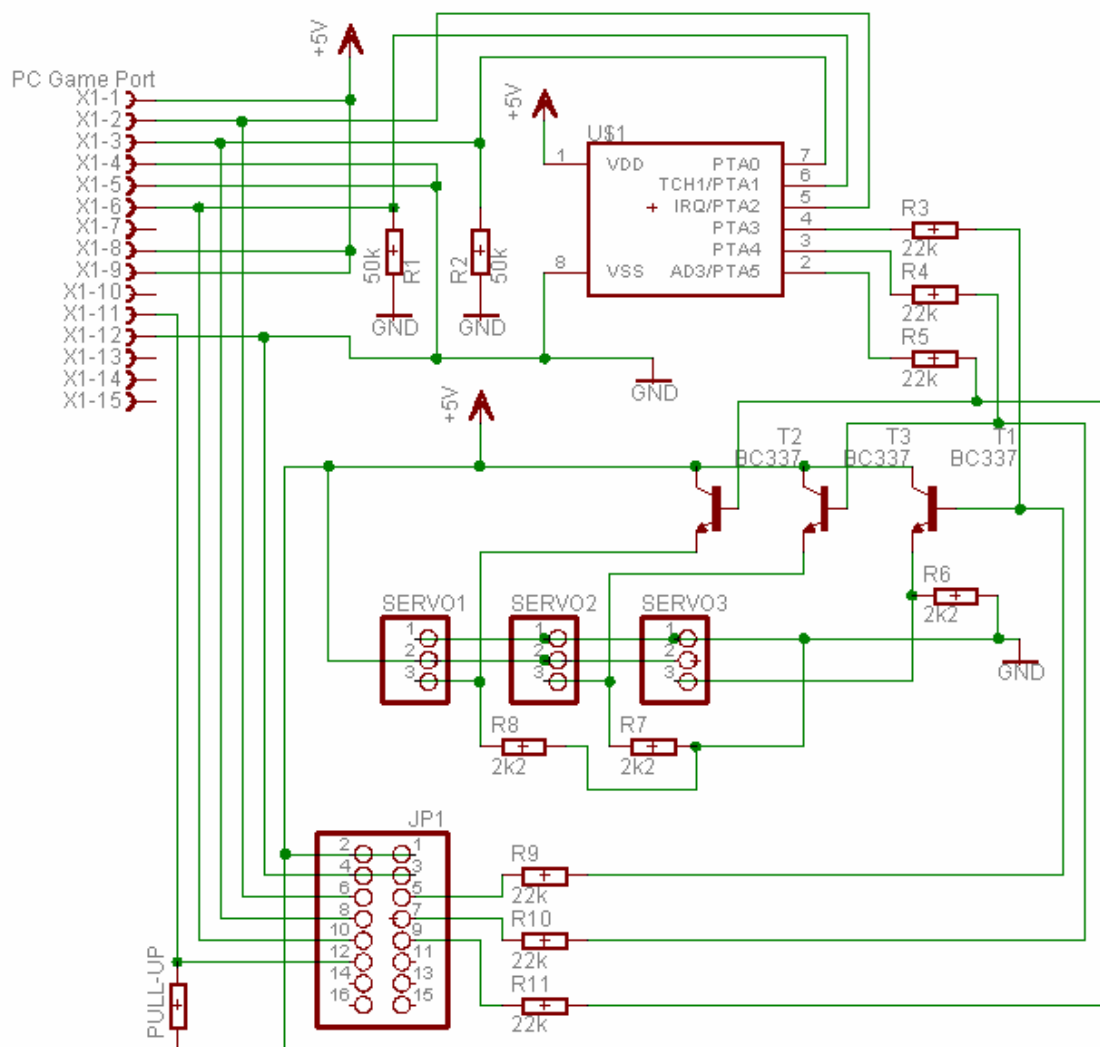 PC Game Port
X1-1
X1-2
X1-3
X1-4
X1-5
X1-6
X1-7
X1-8
X1-9
X1-10
X1-11
X1-12
X1-13
X1-14
X1-15
+5V
50k
R1
GND
R2
50k
GND
+5V
U$1
1
VDD
PTA0
7
TCH1/PTA1
6
IRQ/PTA2
5
PTA3
4
PTA4
3
8
VSS
AD3/PTA5
2
R3
22k
R4
22k
R5
22k
GND
+5V
T2
BC337
T3
BC337
T1
BC337
R6
2k2
GND
SERVO1
1
2
3
SERVO2
1
2
3
SERVO3
1
2
3
R8
2k2
R7
2k2
JP1
2 1
4 3
6 5
8 7
10 9
12 11
14 13
16 15
R9
22k
R10
22k
R11
22k
PULL-UP